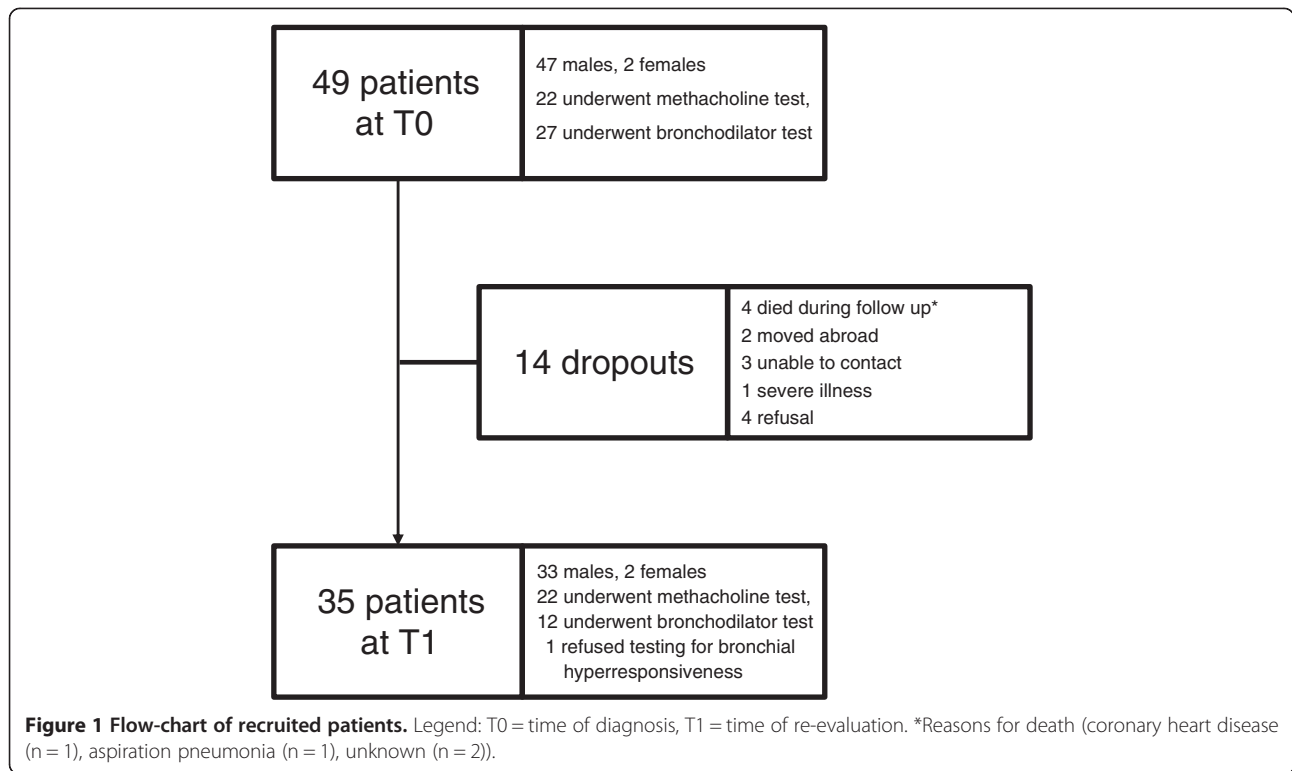 49 patients
at T0
47 males, 2 females
22 underwent methacholine test,
27 underwent bronchodilator test
14 dropouts
4 died during follow up*
2 moved abroad
3 unable to contact
1 severe illness
4 refusal
35 patients
at T1
33 males, 2 females
22 underwent methacholine test,
12 underwent bronchodilator test
1 refused testing for bronchial
hyperresponsiveness
Figure 1 Flow-chart of recruited patients. Legend: T0 = time of diagnosis, T1 = time of re-evaluation. *Reasons for death (coronary heart disease
(n = 1), aspiration pneumonia (n = 1), unknown (n = 2)).